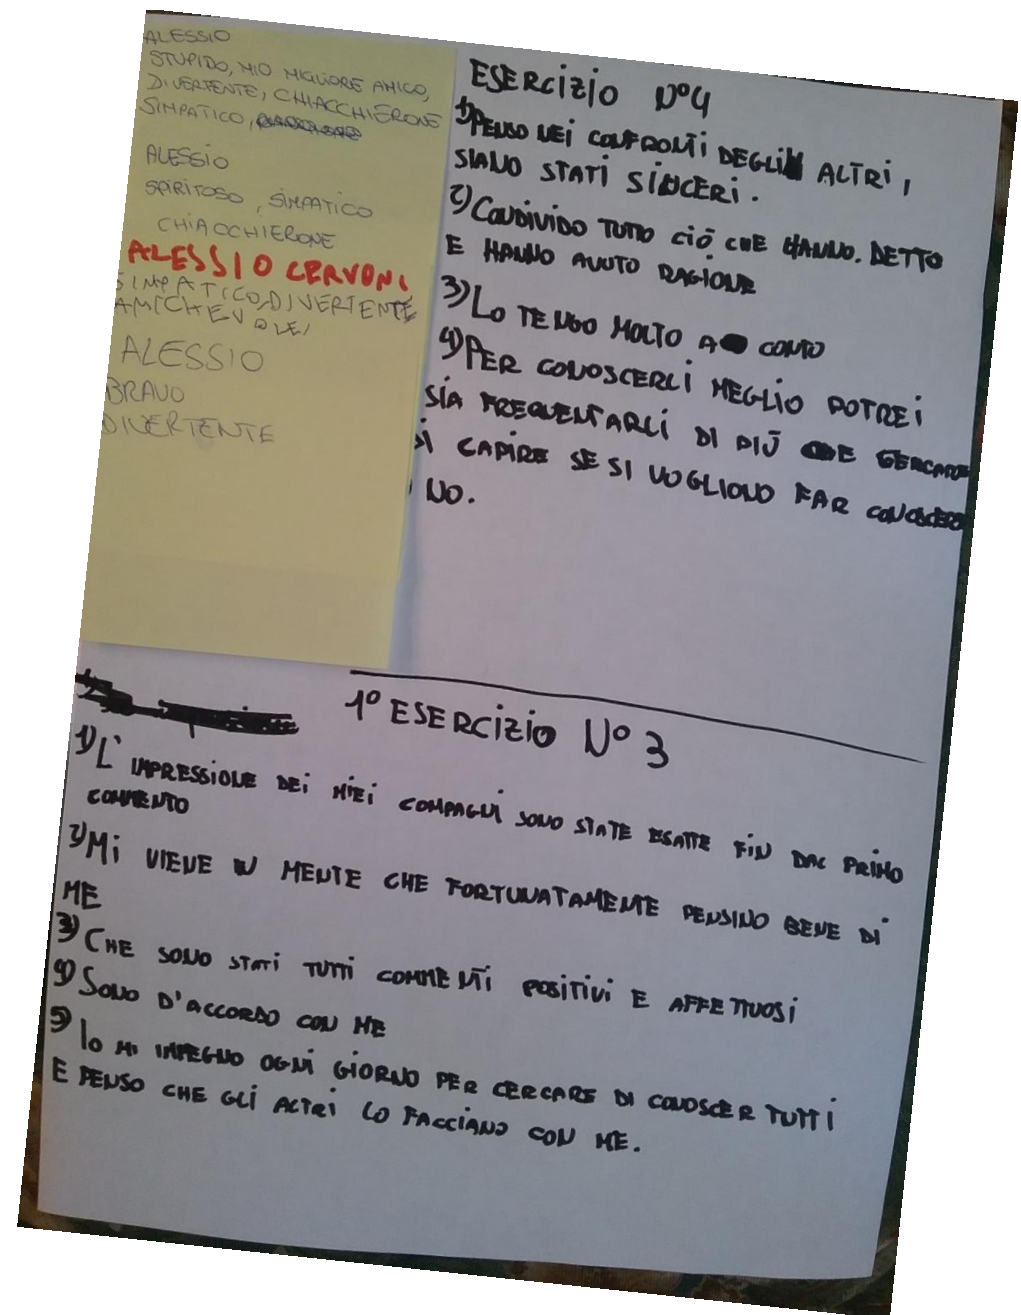 ALESSIO
STUPIDO, MIO MIGLIORE AMICO,
DIVERTENTE, CHIACCHIERONE
SIMPATICO,
ALESSIO
SPIRITOSO, SIMPATICO
CHIACCHIERONE
ALESSIO CERVONI
SIMPATICO, DIVERTENTE
AMICHEVOLE,
ALESSIO
BRAVO
DIVERTENTE
ESERCIZIO N°4
1) PENSO NEI CONFRONTI DEGLI ALTRI,
SIANO STATI SINCERI.
2) CONDIVIDO TUTTO CIÒ CHE HANNO. DETTO
E HANNO AVUTO RAGIONE
3) LO TENGO MOLTO A CONTO
4) PER CONOSCERLI MEGLIO POTREI
SIA FREQUENTARLI DI PIÙ E CERCARE
DI CAPIRE SE SI VOGLIONO FAR CONOSCERE
NO.
1° ESERCIZIO N° 3
1) L'IMPRESSIONE DEI MIEI COMPAGNI SONO STATE ESATTE FIN DAL PRIMO
COMMENTO
2) MI VIENE IN MENTE CHE FORTUNATAMENTE PENSINO BENE DI
ME
3) CHE SONO STATI TUTTI COMMENTI POSITIVI E AFFETTUOSI
4) SONO D'ACCORDO CON ME
5) IO MI IMPEGNO OGNI GIORNO PER CERCARE DI CONOSCER TUTTI
E PENSO CHE GLI ALTRI LO FACCIANO CON ME.